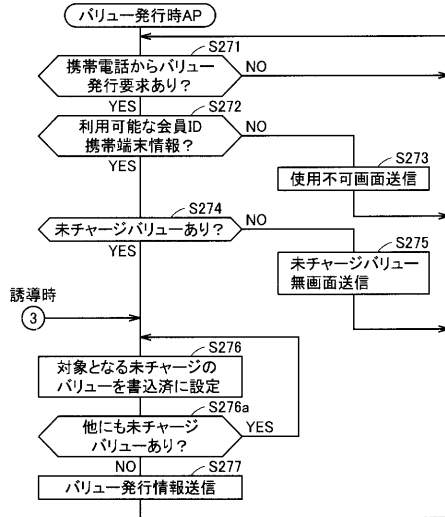 バリュー発行時AP
S271
携帯電話からバリュー
発行要求あり?
NO
YES
S272
利用可能な会員ID
携帯端末情報?
NO
YES
S273
使用不可画面送信
S274
未チャージバリューあり?
NO
YES
S275
未チャージバリュー
無画面送信
誘導時
3
S276
対象となる未チャージの
バリューを書込済に設定
S276a
他にも未チャージ
バリューあり?
YES
NO
S277
バリュー発行情報送信